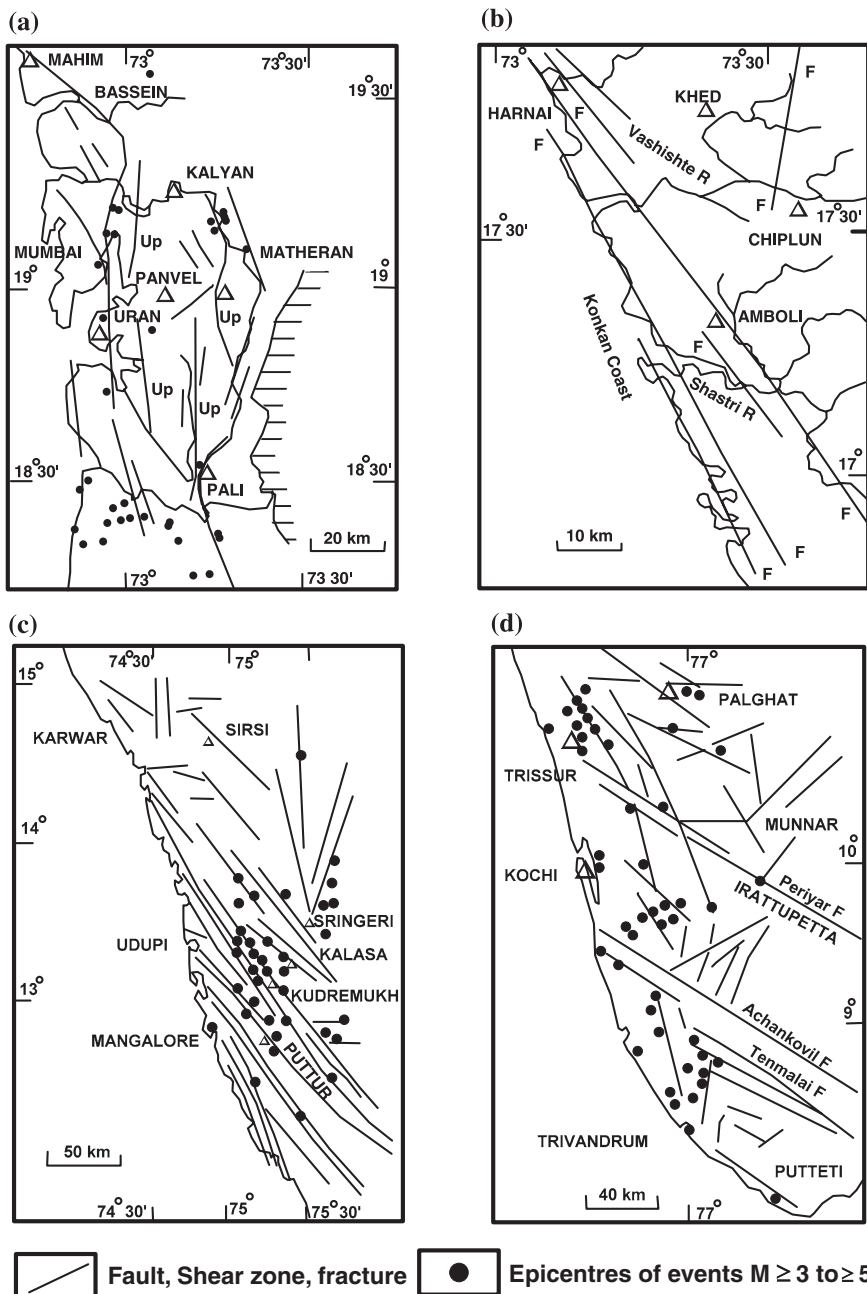 (a)
73° 73° 30'
MAHIM
BASSEIN
19° 30'
KALYAN
Up
MUMBAI
MATHERAN
19°
PANVEL
19°
URAN
Up
Up
Up
18° 30'
18° 30'
PALI
20 km
73° 73° 30'
(b)
73° 73° 30'
F
HARNAI
F
KHED
F
Vashishte R
F
17° 30'
17° 30'
CHIPLUN
Konkan Coast
AMBOLI
F
Shastri R
17°
10 km
F
F
F
(c)
74° 30' 75°
15°
KARWAR
SIRSI
14°
SRINGERI
UDUPI
KALASA
13°
KUDREMUKH
MANGALORE
PUTTUR
50 km
74° 30' 75° 75° 30'
(d)
77°
PALGHAT
TRISSUR
MUNNAR
10°
KOCHI
Periyar F
IRATTUPETTA
9°
Achankovil F
Tenmalai F
TRIVANDRUM
PUTTETI
40 km
77°
Fault, Shear zone, fracture
Epicentres of events M ≥ 3 to ≥ 5